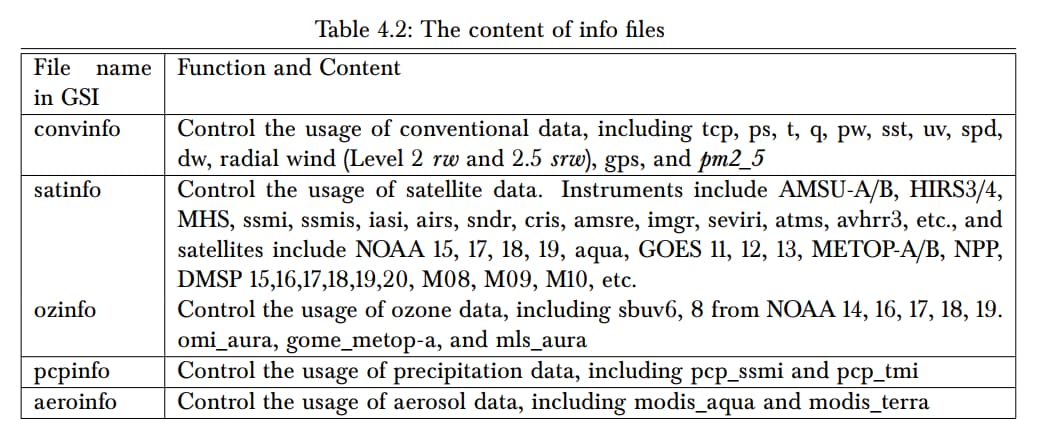 Table 4.2: The content of info files
File name
in GSI
Function and Content
convinfo
Control the usage of conventional data, including tcp, ps, t, q, pw, sst, uv, spd,
dw, radial wind (Level 2 rw and 2.5 srw), gps, and pm2_5
satinfo
Control the usage of satellite data. Instruments include AMSU-A/B, HIRS3/4,
MHS, ssmi, ssmis, iasi, airs, sndr, cris, amsre, imgr, seviri, atms, avhrr3, etc., and
satellites include NOAA 15, 17, 18, 19, aqua, GOES 11, 12, 13, METOP-A/B, NPP,
DMSP 15,16,17,18,19,20, M08, M09, M10, etc.
ozinfo
Control the usage of ozone data, including sbuv6, 8 from NOAA 14, 16, 17, 18, 19.
omi_aura, gome_metop-a, and mls_aura
pcpinfo
Control the usage of precipitation data, including pcp_ssmi and pcp_tmi
aeroinfo
Control the usage of aerosol data, including modis_aqua and modis_terra